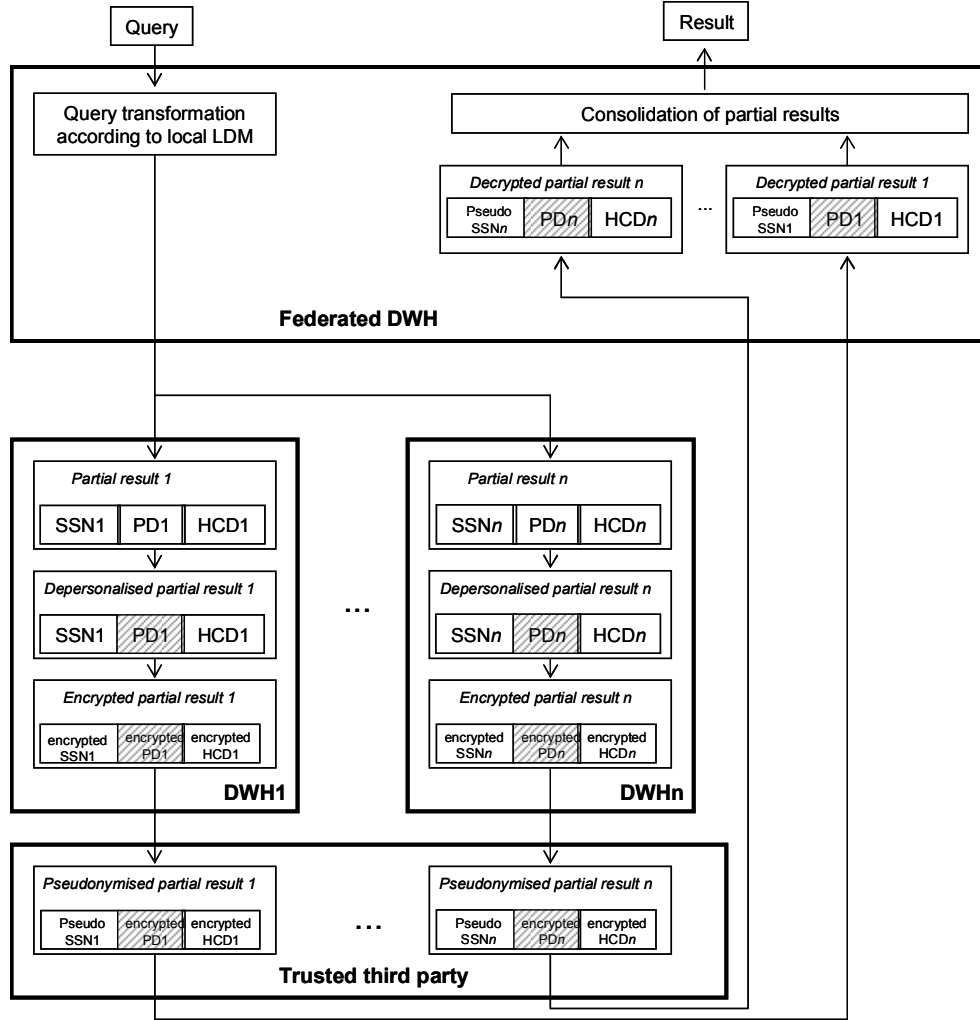 Query
Result
Query transformation
according to local LDM
Consolidation of partial results
Decrypted partial result n
Pseudo
SSNn
PDn
HCDn
...
Decrypted partial result 1
Pseudo
SSN1
PD1
HCD1
Federated DWH
Partial result 1
SSN1
PD1
HCD1
Depersonalised partial result 1
SSN1
PD1
HCD1
Encrypted partial result 1
encrypted
SSN1
encrypted
PD1
encrypted
HCD1
DWH1
...
Partial result n
SSNn
PDn
HCDn
Depersonalised partial result n
SSNn
PDn
HCDn
Encrypted partial result n
encrypted
SSNn
encrypted
PDn
encrypted
HCDn
DWHn
Pseudonymised partial result 1
Pseudo
SSN1
encrypted
PD1
encrypted
HCD1
...
Pseudonymised partial result n
Pseudo
SSNn
encrypted
PDn
encrypted
HCDn
Trusted third party